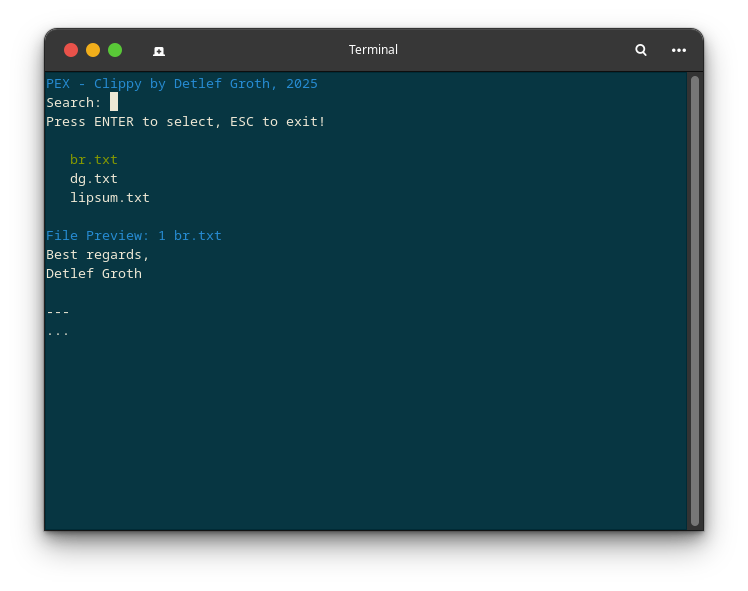 Terminal
PEX - Clippy by Detlef Groth, 2025
Search:
Press ENTER to select, ESC to exit!
br.txt
dg.txt
lipsum.txt
File Preview: 1 br.txt
Best regards,
Detlef Groth
---
...